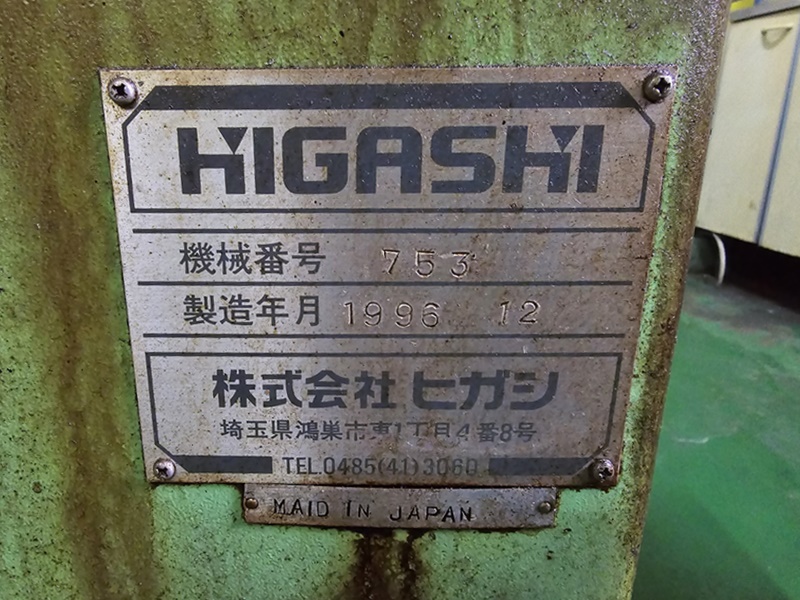 HIGASHI
機械番号 753
製造年月 1996 12
株式会社 ヒガシ
埼玉県鴻巣市東1丁目4番8号
TEL.0485(41)3060
MAID IN JAPAN